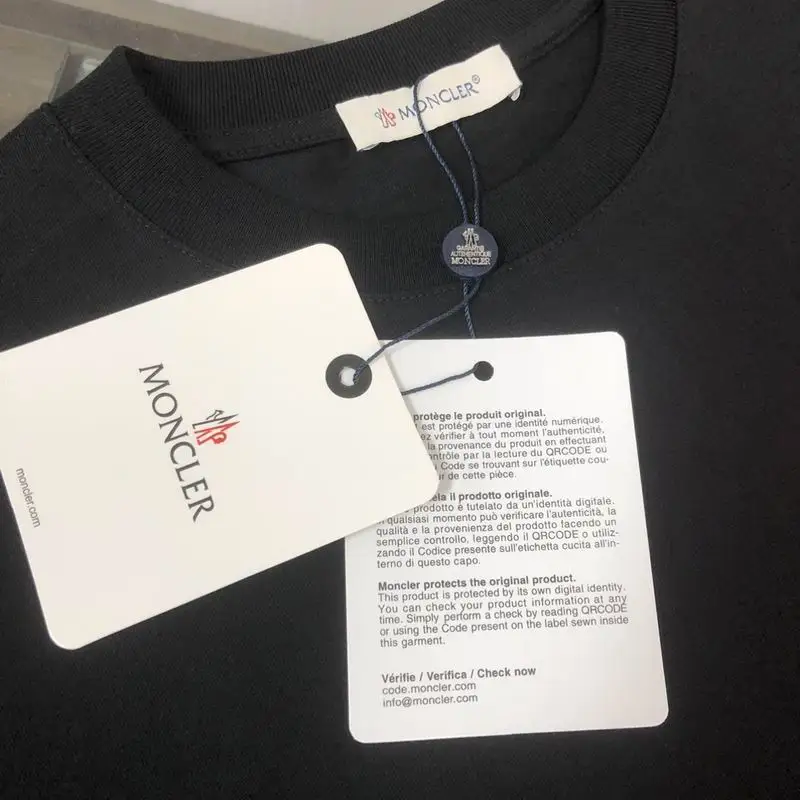 MONCLER®
GARANTIE
AUTHENTIQUE
MONCLER
MONCLER
moncler.com
protège le produit original.
est protégé par une identité numérique.
vérifier à tout moment l'authenticité,
la provenance du produit en effectuant
par la lecture du QRCODE ou
Code se trouvant sur l'étiquette cou-
de cette pièce.
il prodotto originale.
prodotto è tutelato da un'identità digitale.
qualsiasi momento può verificare l'autenticità, la
qualità e la provenienza del prodotto facendo un
semplice controllo, leggendo il QRCODE o utiliz-
zando il Codice presente sull'etichetta cucita all'in-
terno di questo capo.
Moncler protects the original product.
This product is protected by its own digital identity.
You can check your product information at any
time. Simply perform a check by reading QRCODE
or using the Code present on the label sewn inside
this garment.
Vérifie / Verifica / Check now
code.moncler.com
info@moncler.com